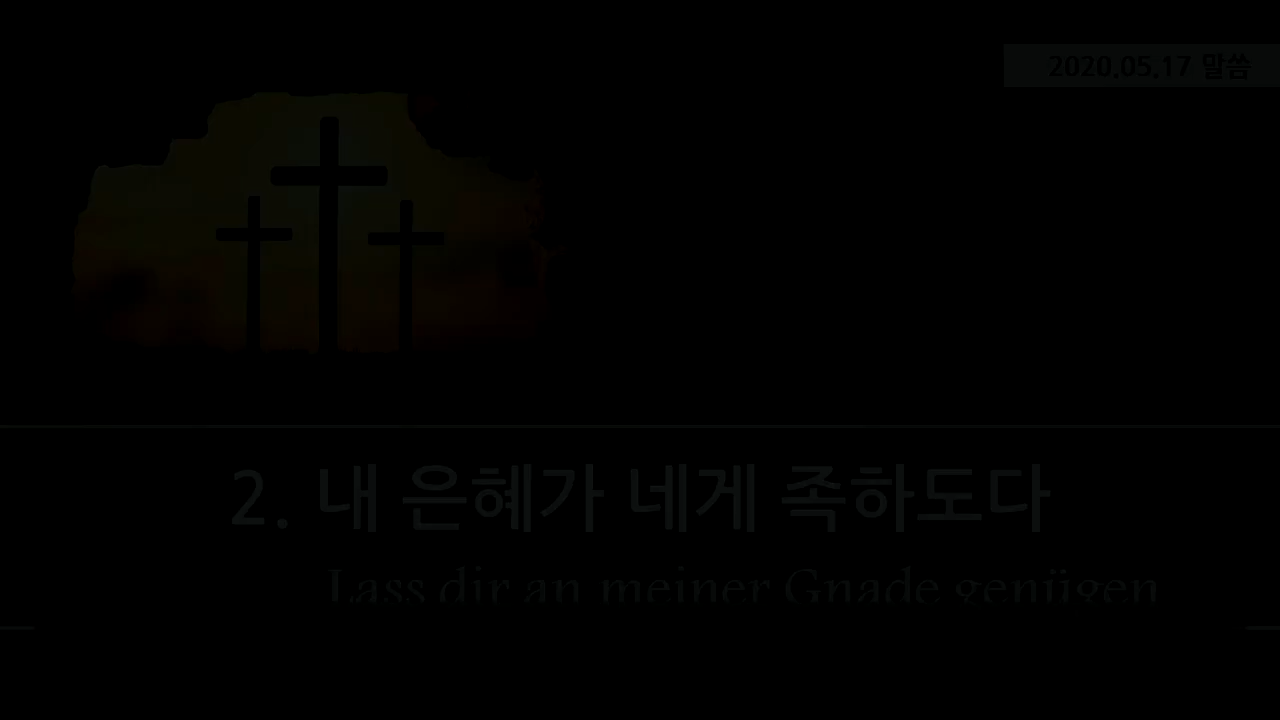 2020.05.17 말씀
2. 내 은혜가 네게 족하도다
Lass dir an meiner Gnade genügen